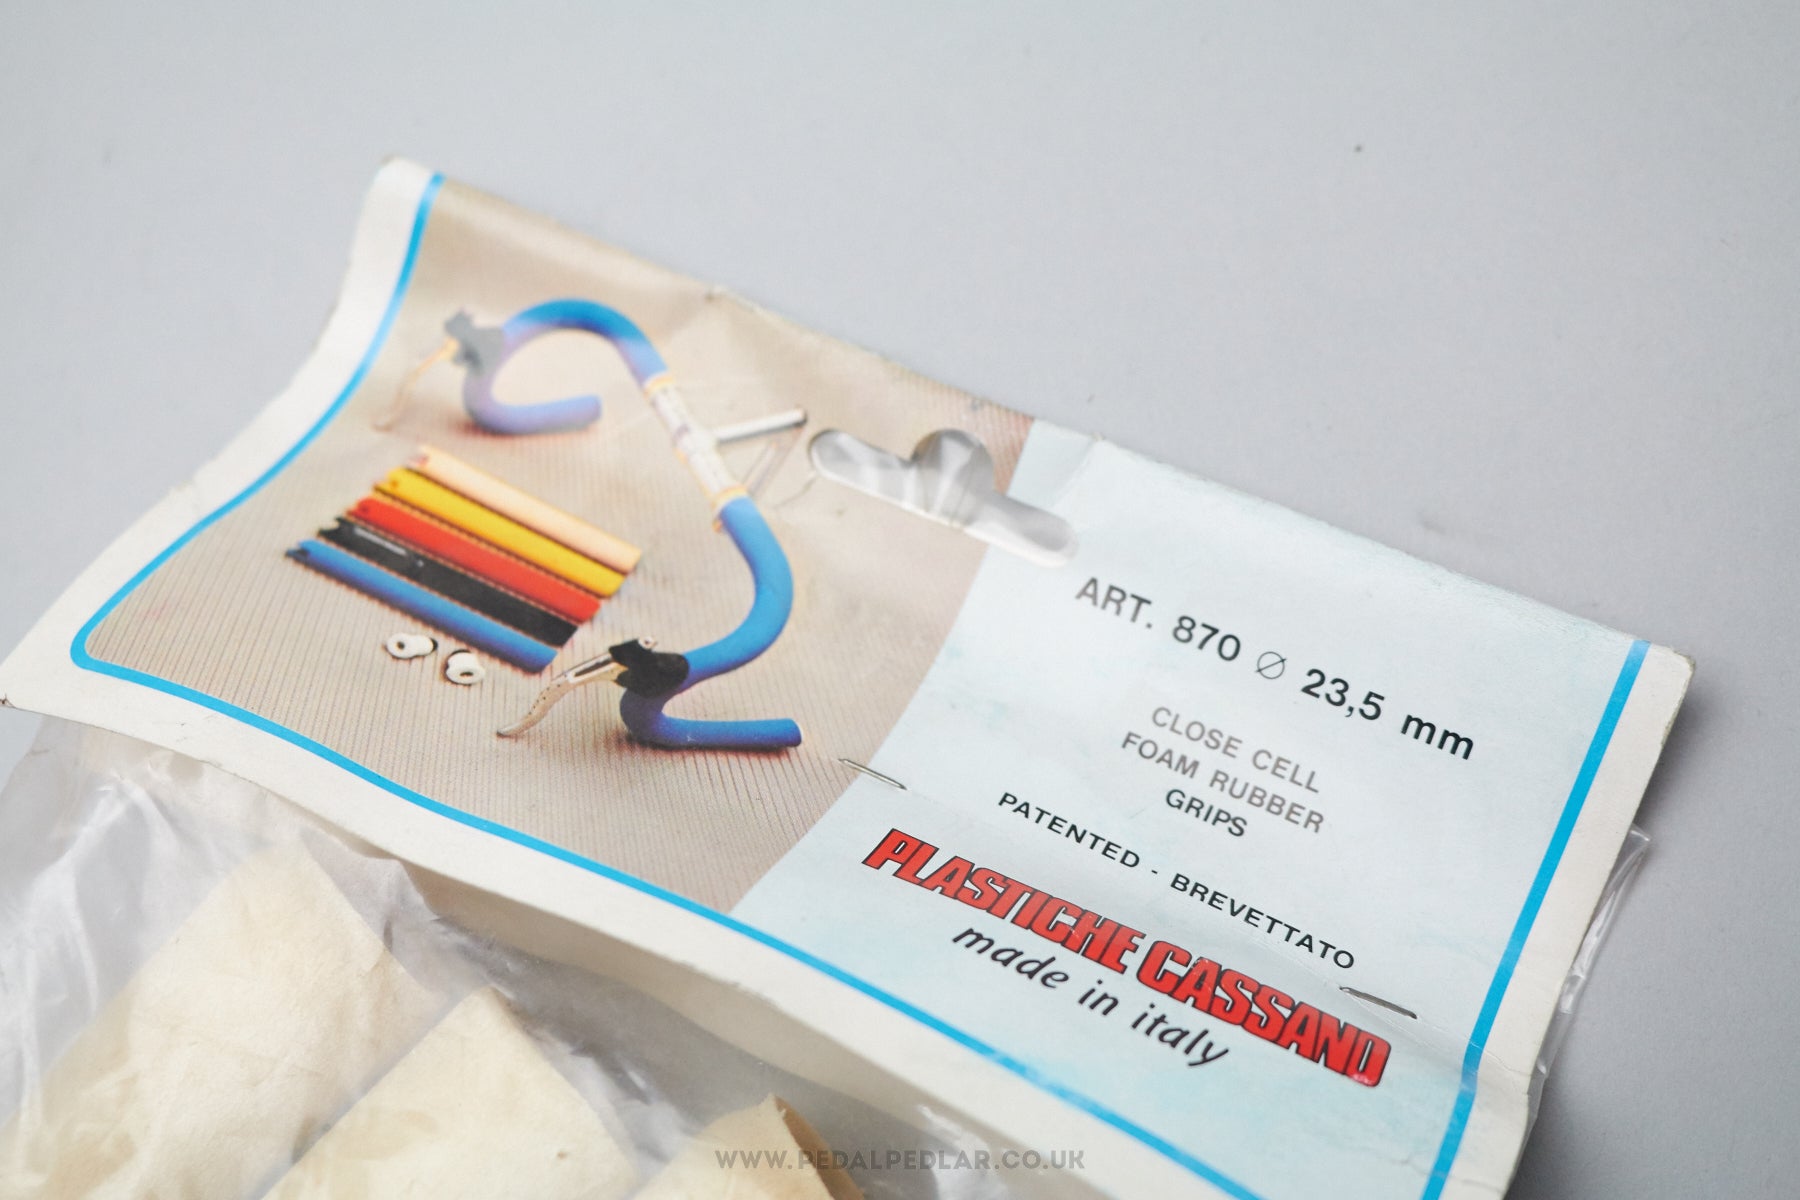 ART. 870 ∅ 23,5 mm
CLOSE CELL
FOAM RUBBER
GRIPS
PATENTED - BREVETTATO
PLASTICHE CASSANO
made in italy
WWW.PEDALPEDLAR.CO.UK